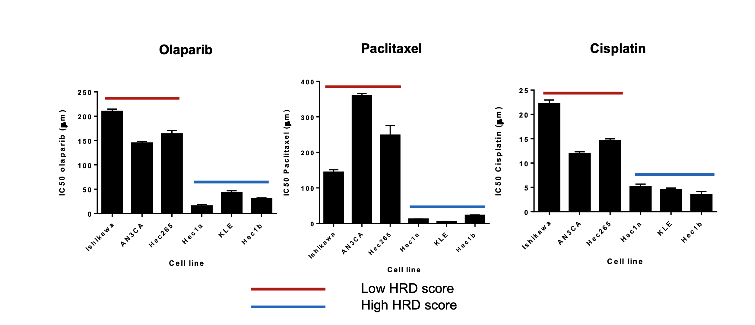 Olaparib
IC50 olaparib (μm)
250
200
150
100
50
0
Ishikawa
AN3CA
Hec265
Hec1a
KLE
Hec1b
Cell line
Paclitaxel
IC50 Paclitaxel (μm)
400
300
200
100
0
Ishikawa
AN3CA
Hec265
Hec1a
KLE
Hec1b
Cell line
Cisplatin
IC50 Cisplatin (μm)
25
20
15
10
5
0
Ishikawa
AN3CA
Hec265
Hec1a
KLE
Hec1b
Cell line
Low HRD score
High HRD score